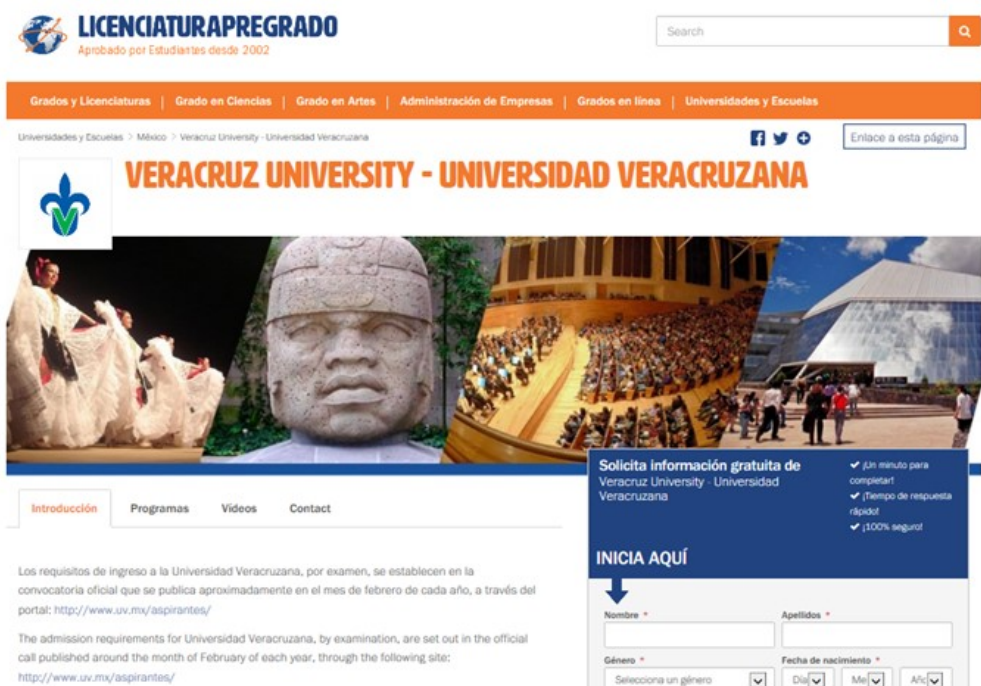 LICENCIATURAPREGRADO
Aprobado por Estudiantes desde 2002
Search
Grados y Licenciaturas | Grado en Ciencias | Grado en Artes | Administración de Empresas | Grados en línea | Universidades y Escuelas
Universidades y Escuelas > México > Veracruz University - Universidad Veracruzana
Enlace a esta página
VERACRUZ UNIVERSITY - UNIVERSIDAD VERACRUZANA
Introducción Programas Vídeos Contact
Los requisitos de ingreso a la Universidad Veracruzana, por examen, se establecen en la
convocatoria oficial que se publica aproximadamente en el mes de febrero de cada año, a través del
portal: http://www.uv.mx/aspirantes/
The admission requirements for Universidad Veracruzana, by examination, are set out in the official
call published around the month of February of each year, through the following site:
http://www.uv.mx/aspirantes/
Solicita información gratuita de
Veracruz University - Universidad
Veracruzana
¡Un minuto para
completar!
¡Tiempo de respuesta
rápido!
¡100% seguro!
INICIA AQUÍ
Nombre * Apellidos *
Género * Fecha de nacimiento *
Selecciona un género Día Me Año